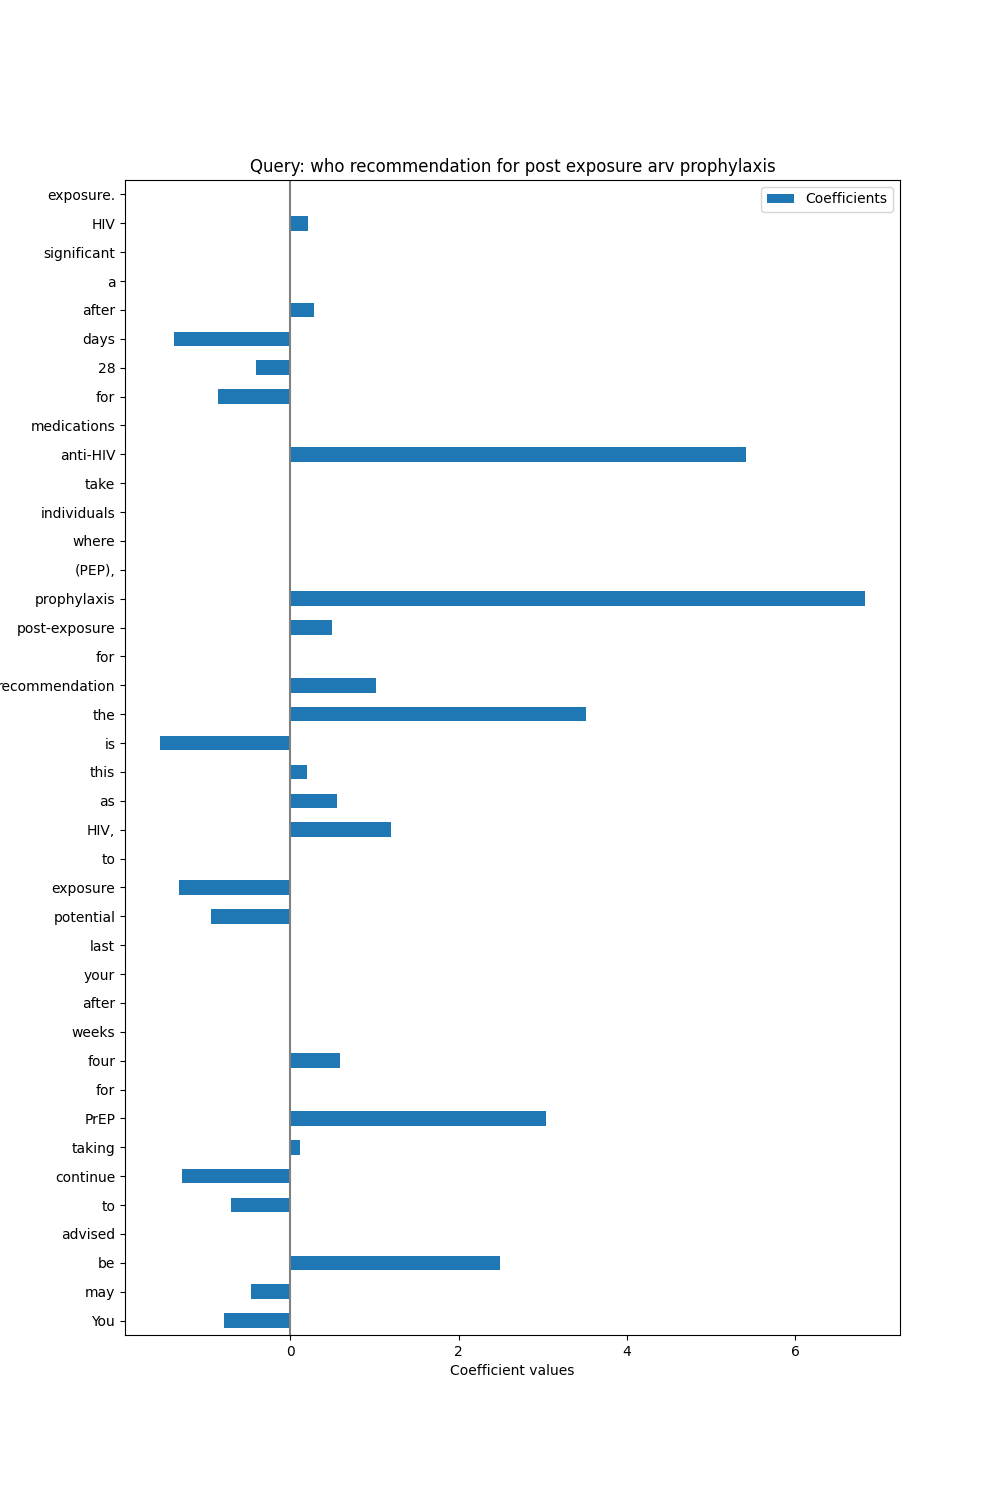 Query: who recommendation for post exposure arv prophylaxis
Coefficients
exposure.
HIV
significant
a
after
days
28
for
medications
anti-HIV
take
individuals
where
(PEP),
prophylaxis
post-exposure
for
recommendation
the
is
this
as
HIV,
to
exposure
potential
last
your
after
weeks
four
for
PrEP
taking
continue
to
advised
be
may
You
0 2 4 6
Coefficient values